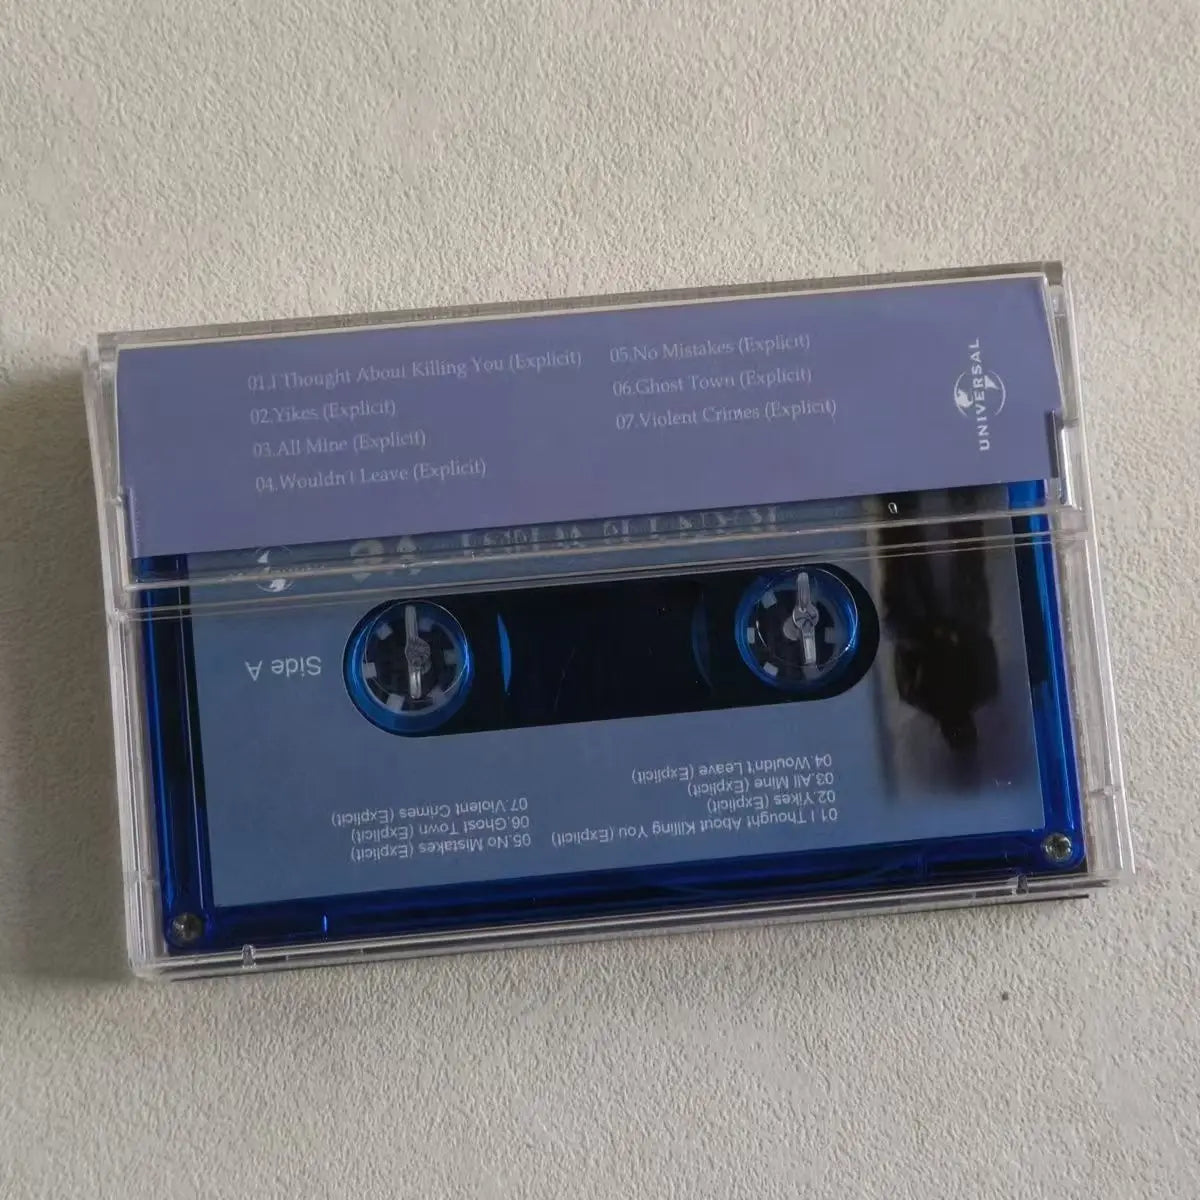 01.I Thought About Killing You (Explicit)
02.Yikes (Explicit)
03.All Mine (Explicit)
04.Wouldn't Leave (Explicit)
05.No Mistakes (Explicit)
06.Ghost Town (Explicit)
07.Violent Crimes (Explicit)
UNIVERSAL
Side A
01 I Thought About Killing You (Explicit)
02.Yikes (Explicit)
03.All Mine (Explicit)
04.Wouldn't Leave (Explicit)
05.No Mistakes (Explicit)
06.Ghost Town (Explicit)
07.Violent Crimes (Explicit)